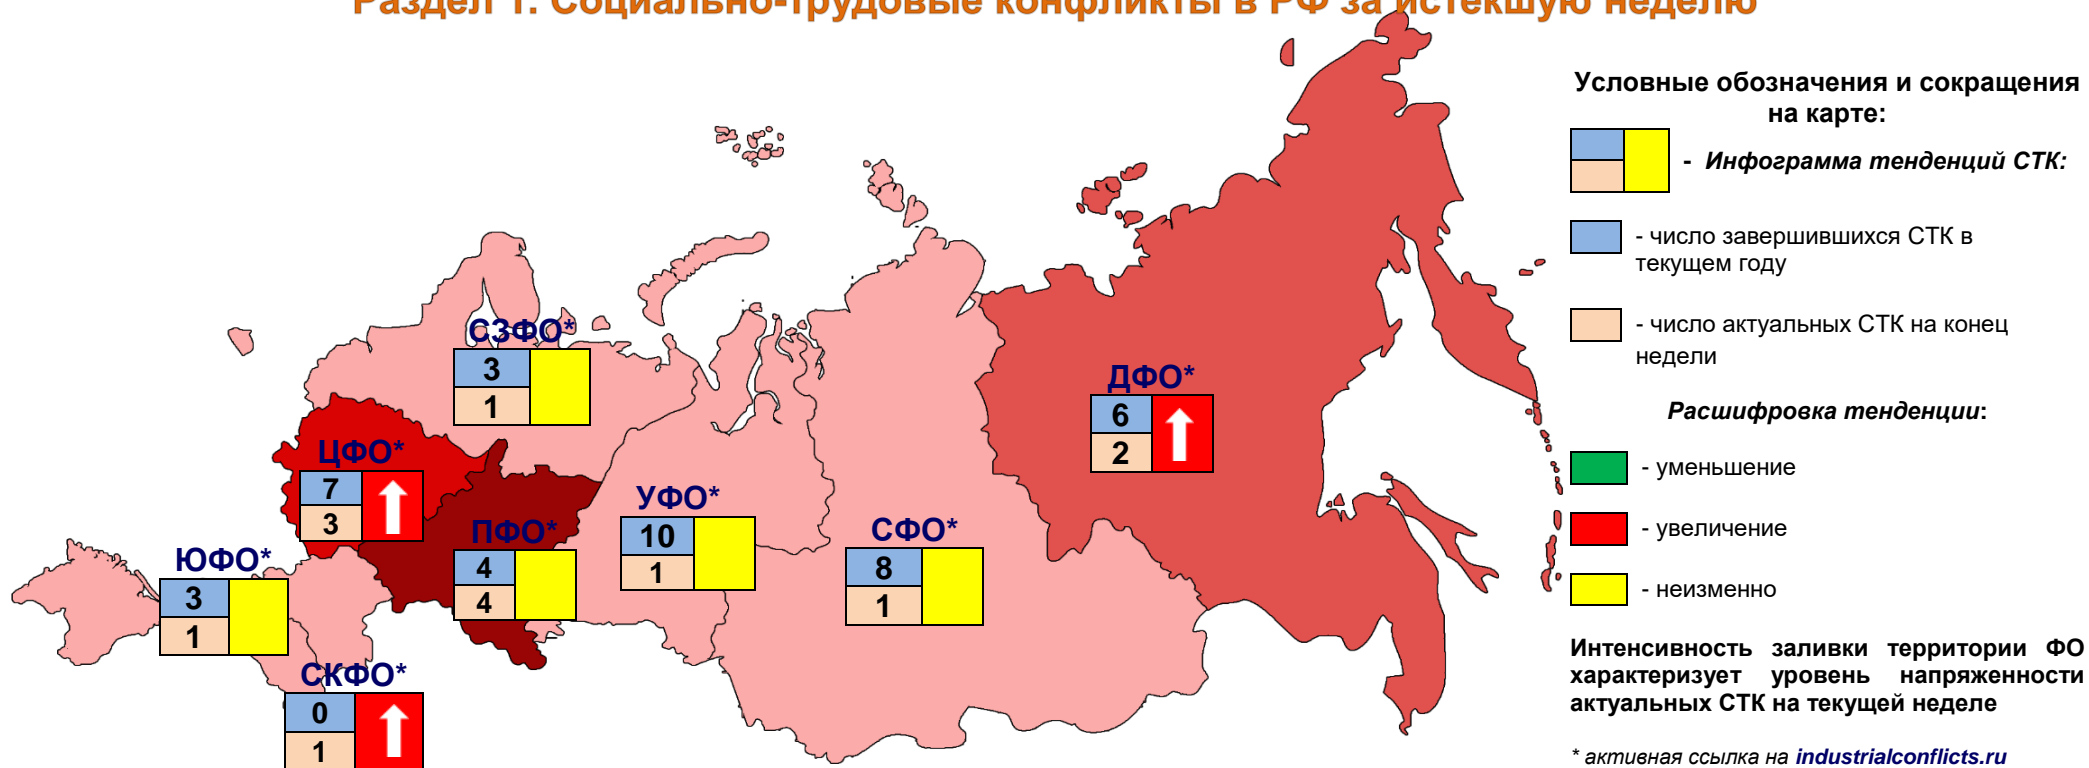 Раздел 1. Социально-трудовые конфликты в РФ за истекшую неделю
Условные обозначения и сокращения
на карте:
- Инфограмма тенденций СТК:
- число завершившихся СТК в
текущем году
- число актуальных СТК на конец
недели
Расшифровка тенденции:
- уменьшение
- увеличение
- неизменно
Интенсивность заливки территории ФО
характеризует уровень напряженности
актуальных СТК на текущей неделе
* активная ссылка на industrialconflicts.ru
СЗФО*
3
1
ДФО*
6
2
ЦФО*
7
3
ПФО*
4
4
УФО*
10
1
СФО*
8
1
ЮФО*
3
1
СКФО*
0
1